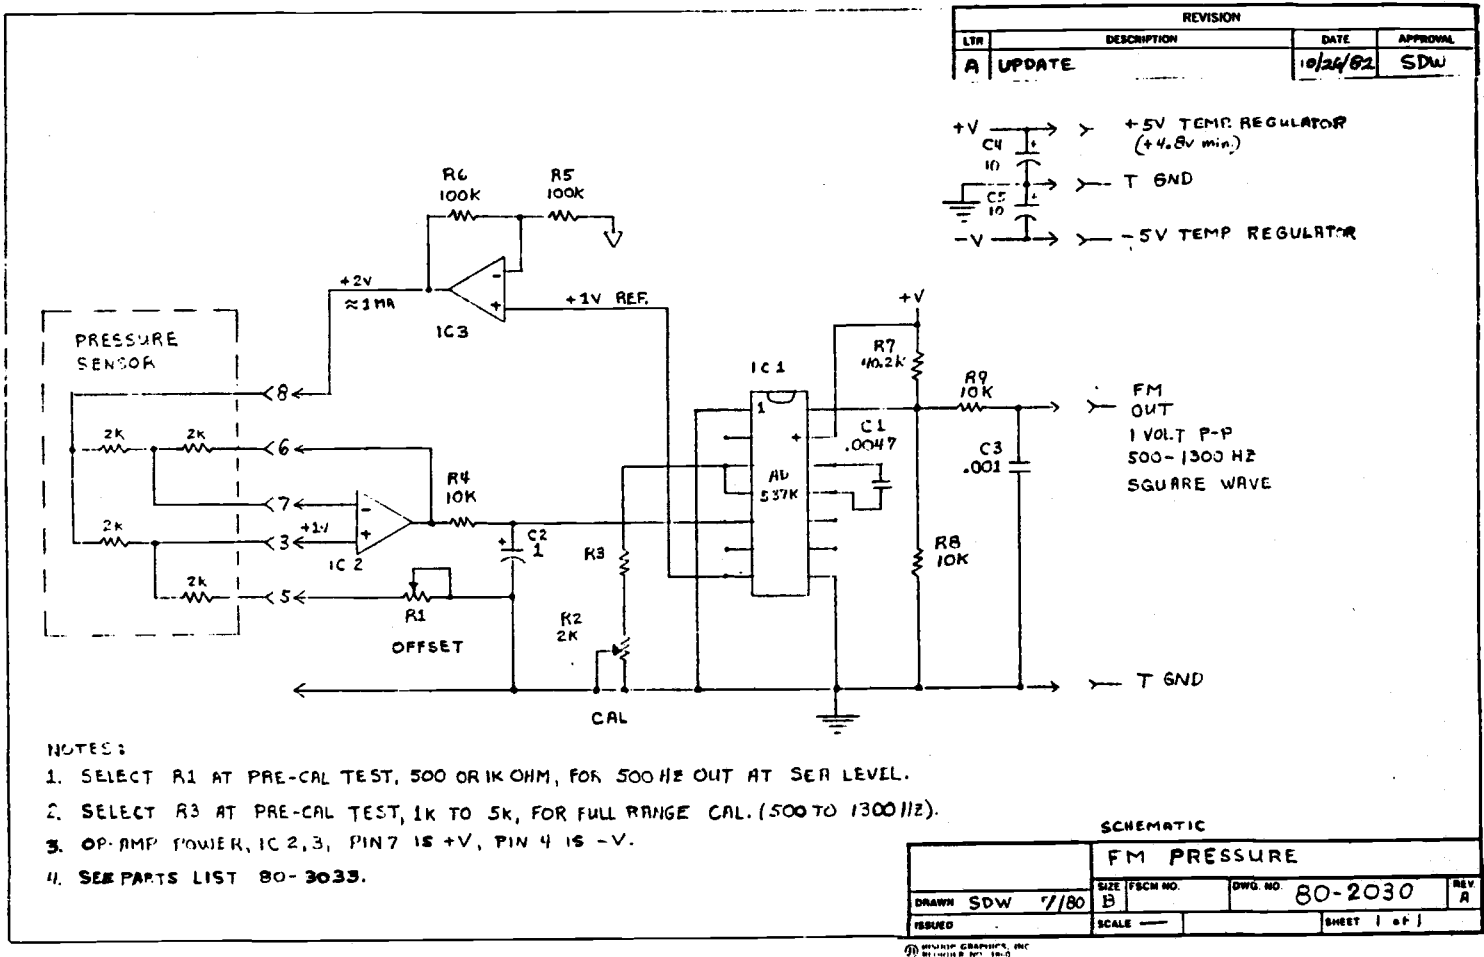 REVISION
LTR DESCRIPTION DATE APPROVAL
A UPDATE 10/26/82 SDW
+V +5V TEMP. REGULATOR
(+4.8v min.)
C4
10
T GND
C5
10
-V -5V TEMP REGULATOR
R6
100K
R5
100K
+2V
≈1MA
-
+
+1V REF.
IC3
PRESSURE
SENSOR
8
2K
2K
6
7
2K
+1V
3
2K
5
-
+
IC2
R4
10K
C2
1
+
R1
OFFSET
R3
R2
2K
CAL
IC1
1
+
AD
537K
+V
R7
40.2K
C1
.0047
R9
10K
C3
.001
R8
10K
FM
OUT
1 VOLT P-P
500-1300 HZ
SQUARE WAVE
T GND
NOTES:
1. SELECT R1 AT PRE-CAL TEST, 500 OR 1K OHM, FOR 500 HZ OUT AT SEA LEVEL.
2. SELECT R3 AT PRE-CAL TEST, 1K TO 5K, FOR FULL RANGE CAL. (500 TO 1300 HZ).
3. OP-AMP POWER, IC 2,3, PIN 7 IS +V, PIN 4 IS -V.
4. SEE PARTS LIST 80-3033.
SCHEMATIC
FM PRESSURE
DRAWN SDW 7/80
SIZE B FSCM NO. DWG. NO. 80-2030 REV. A
ISSUED SCALE — SHEET 1 of 1
GRAPHICS, INC